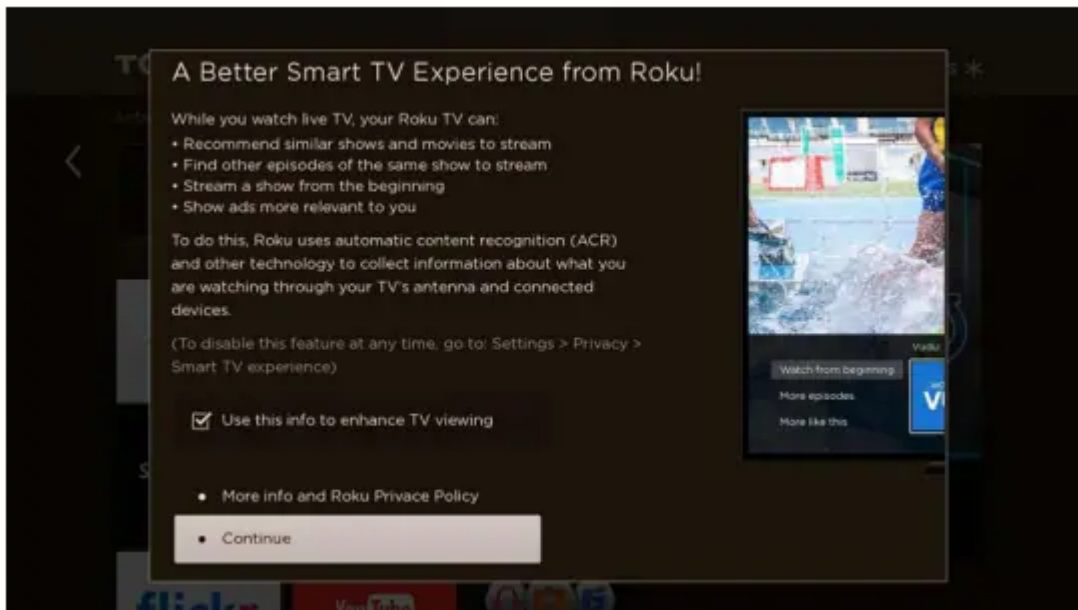 A Better Smart TV Experience from Roku!
While you watch live TV, your Roku TV can:
• Recommend similar shows and movies to stream
• Find other episodes of the same show to stream
• Stream a show from the beginning
• Show ads more relevant to you
To do this, Roku uses automatic content recognition (ACR)
and other technology to collect information about what you
are watching through your TV's antenna and connected
devices.
(To disable this feature at any time, go to: Settings > Privacy >
Smart TV experience)
Use this info to enhance TV viewing
• More info and Roku Privace Policy
• Continue
Vudu
Watch from beginning
More episodes
More like this
flickr
YouTube